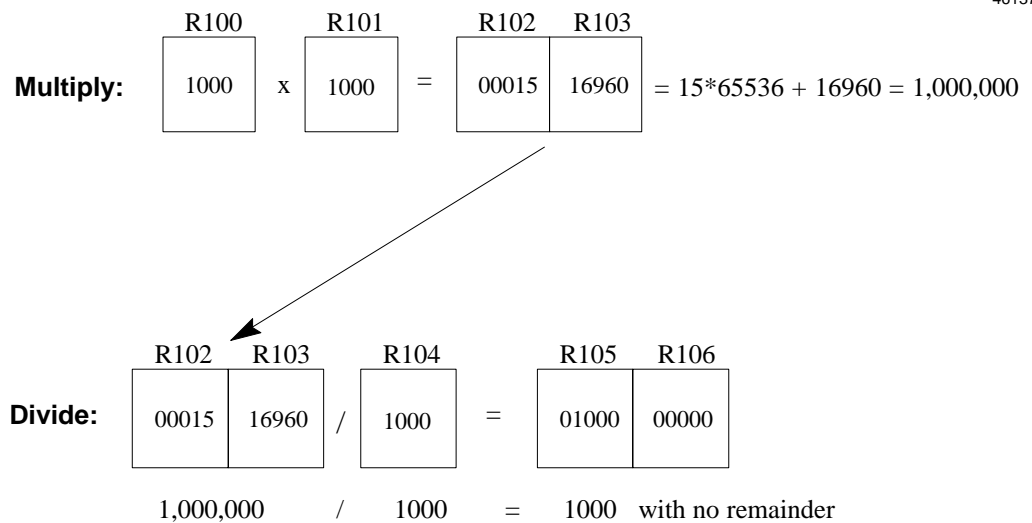 R100 R101 R102 R103
Multiply: 1000 x 1000 = 00015 16960 = 15*65536 + 16960 = 1,000,000
R102 R103 R104 R105 R106
Divide: 00015 16960 / 1000 = 01000 00000
1,000,000 / 1000 = 1000 with no remainder